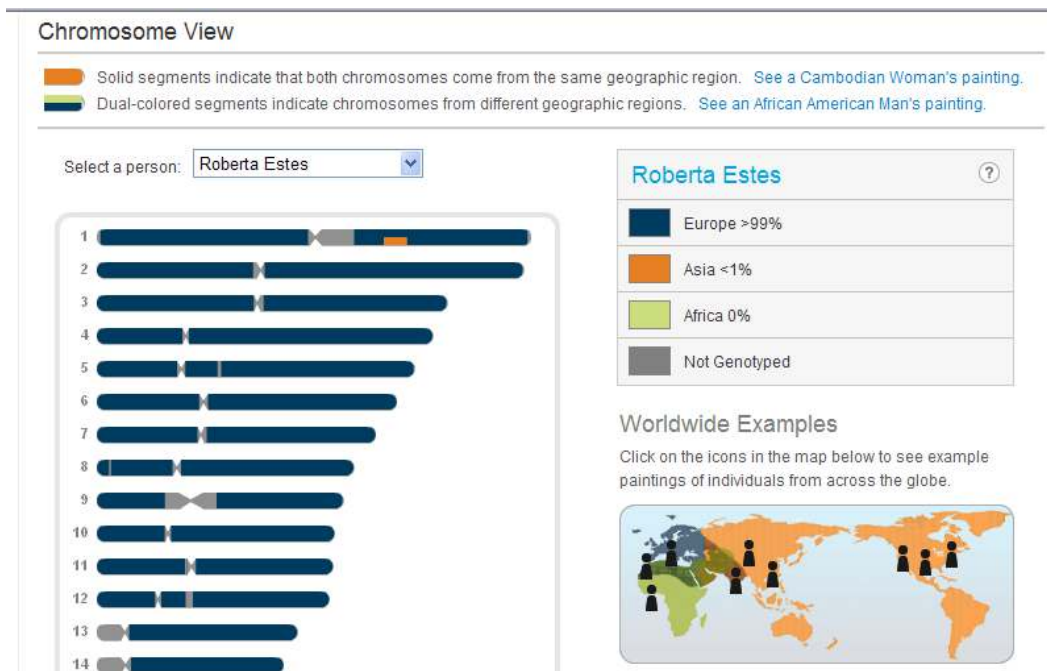 Chromosome View
Solid segments indicate that both chromosomes come from the same geographic region. See a Cambodian Woman's painting.
Dual-colored segments indicate chromosomes from different geographic regions. See an African American Man's painting.
Select a person: Roberta Estes
1
2
3
4
5
6
7
8
9
10
11
12
13
14
Roberta Estes ?
Europe >99%
Asia <1%
Africa 0%
Not Genotyped
Worldwide Examples
Click on the icons in the map below to see example
paintings of individuals from across the globe.